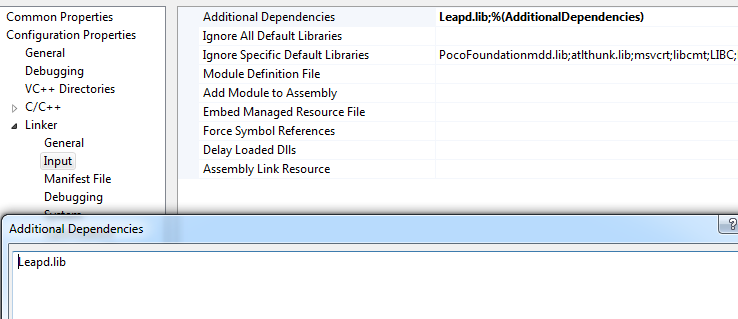 Common Properties
Configuration Properties
General
Debugging
VC++ Directories
C/C++
Linker
General
Input
Manifest File
Debugging
System
Additional Dependencies Leapd.lib;%(AdditionalDependencies)
Ignore All Default Libraries
Ignore Specific Default Libraries PocoFoundationmdd.lib;atlthunk.lib;msvcrt;libcmt;LIBC;
Module Definition File
Add Module to Assembly
Embed Managed Resource File
Force Symbol References
Delay Loaded Dlls
Assembly Link Resource
Additional Dependencies
?
Leapd.lib